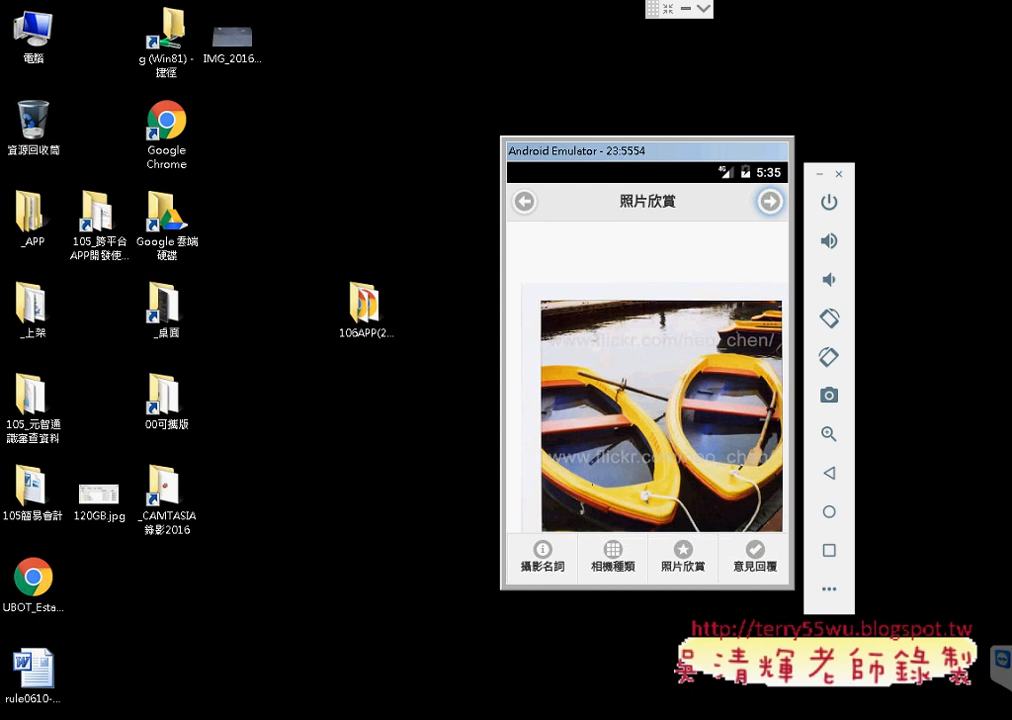 電腦
g (Win81) -
捷徑
IMG_2016...
資源回收筒
Google
Chrome
_APP
105_跨平台
APP開發使...
Google 雲端
硬碟
_上架
_桌面
106APP(2...
105_元智通
識審查資料
00可攜版
105簡易會計
120GB.jpg
_CAMTASIA
錄影2016
UBOT_Esta...
rule0610-...
Android Emulator - 23:5554
4G
5:35
照片欣賞
www.flickr.com/neo_chen/
www.flickr.com/neo_chen/
攝影名詞
相機種類
照片欣賞
意見回覆
http://terry55wu.blogspot.tw
吳清輝老師錄製